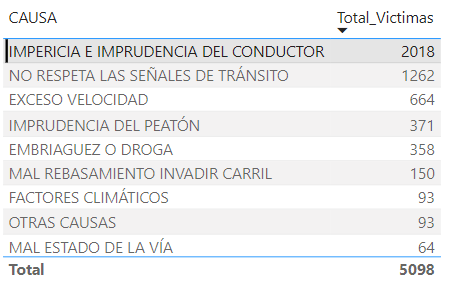 CAUSA Total_Victimas
IMPERICIA E IMPRUDENCIA DEL CONDUCTOR 2018
NO RESPETA LAS SEÑALES DE TRÁNSITO 1262
EXCESO VELOCIDAD 664
IMPRUDENCIA DEL PEATÓN 371
EMBRIAGUEZ O DROGA 358
MAL REBASAMIENTO INVADIR CARRIL 150
FACTORES CLIMÁTICOS 93
OTRAS CAUSAS 93
MAL ESTADO DE LA VÍA 64
Total 5098